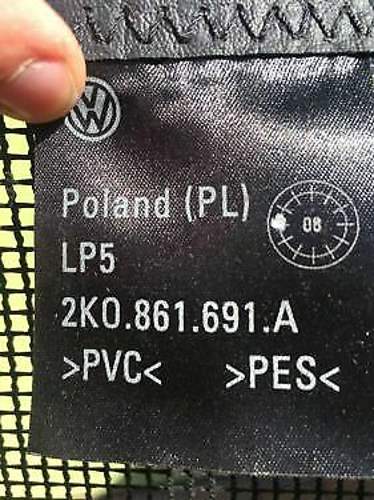 Poland (PL)
08
LP5
2K0.861.691.A
>PVC< >PES<